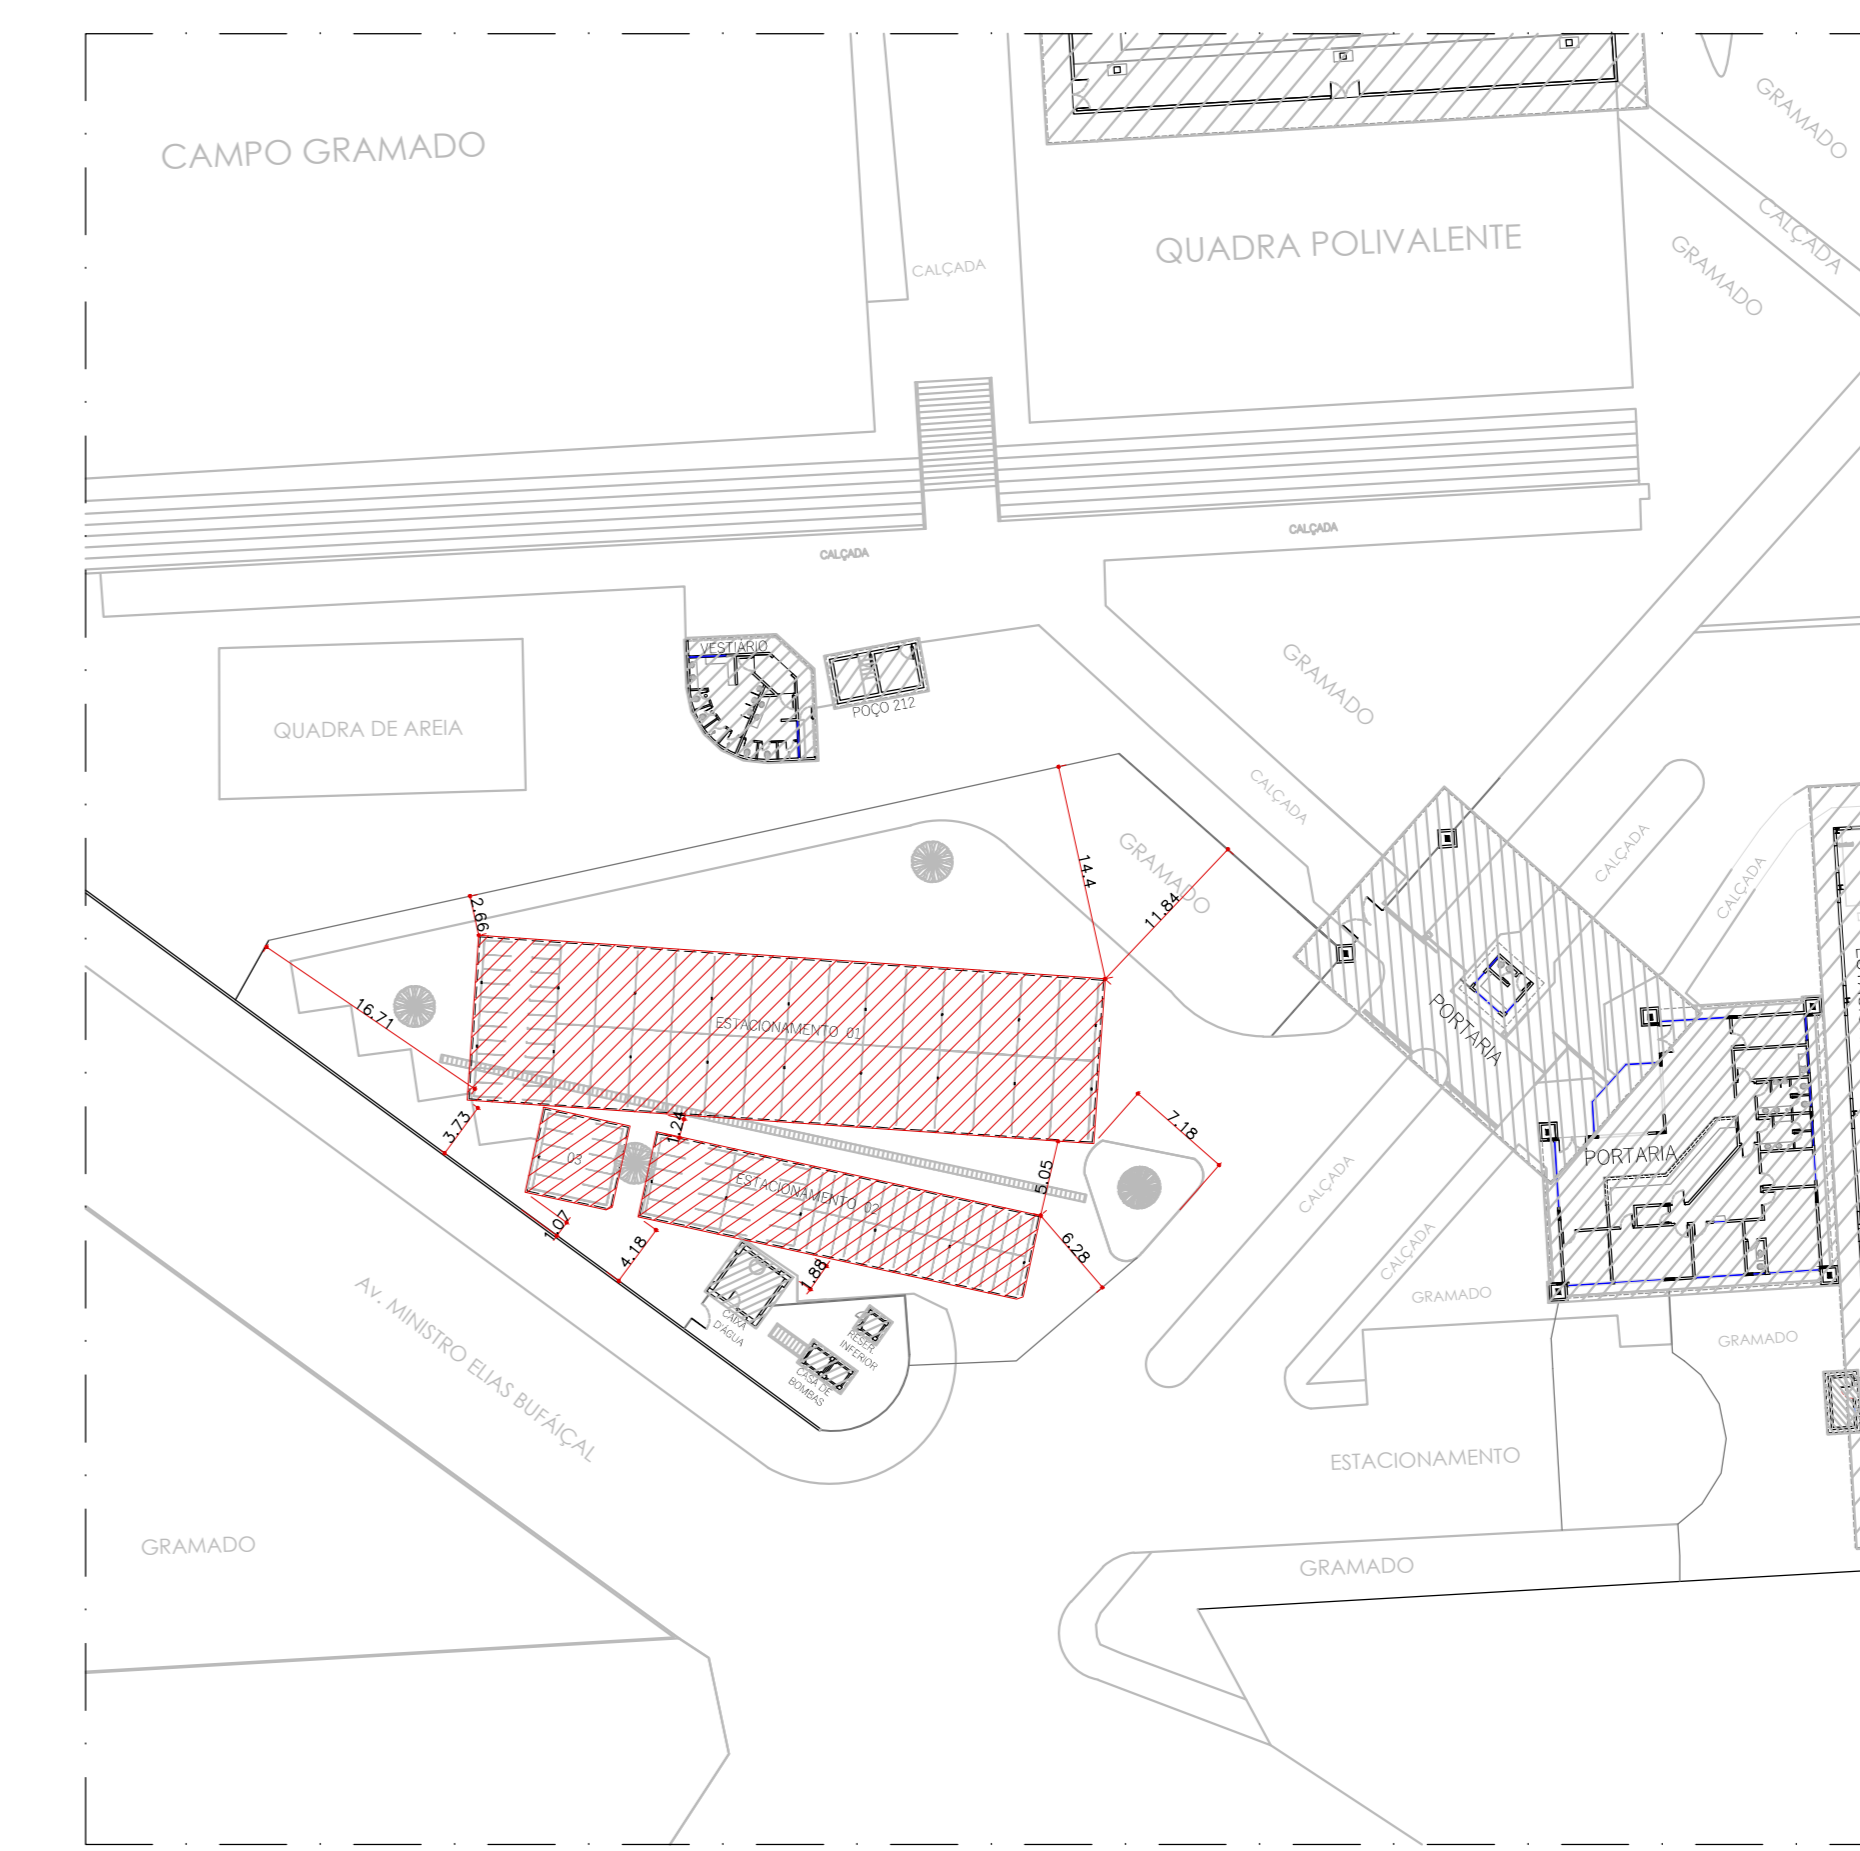 GRAMADO
CAMPO GRAMADO
CALÇADA
QUADRA POLIVALENTE
GRAMADO
CALÇADA
CALÇADA
CALÇADA
VESTIÁRIO
POÇO 212
QUADRA DE AREIA
GRAMADO
CALÇADA
GRAMADO
CALÇADA
CALÇADA
14.4
11.84
2.66
16.71
ESTACIONAMENTO 01
PORTARIA
3.73
1.24
7.18
03
ESTACIONAMENTO 02
5.05
PORTARIA
CALÇADA
1.07
4.18
1.88
6.28
CALÇADA
GRAMADO
GRAMADO
CAIXA
D'ÁGUA
RESER.
INFERIOR
CASA DE
BOMBAS
AV. MINISTRO ELIAS BUFÁIÇAL
ESTACIONAMENTO
GRAMADO
GRAMADO